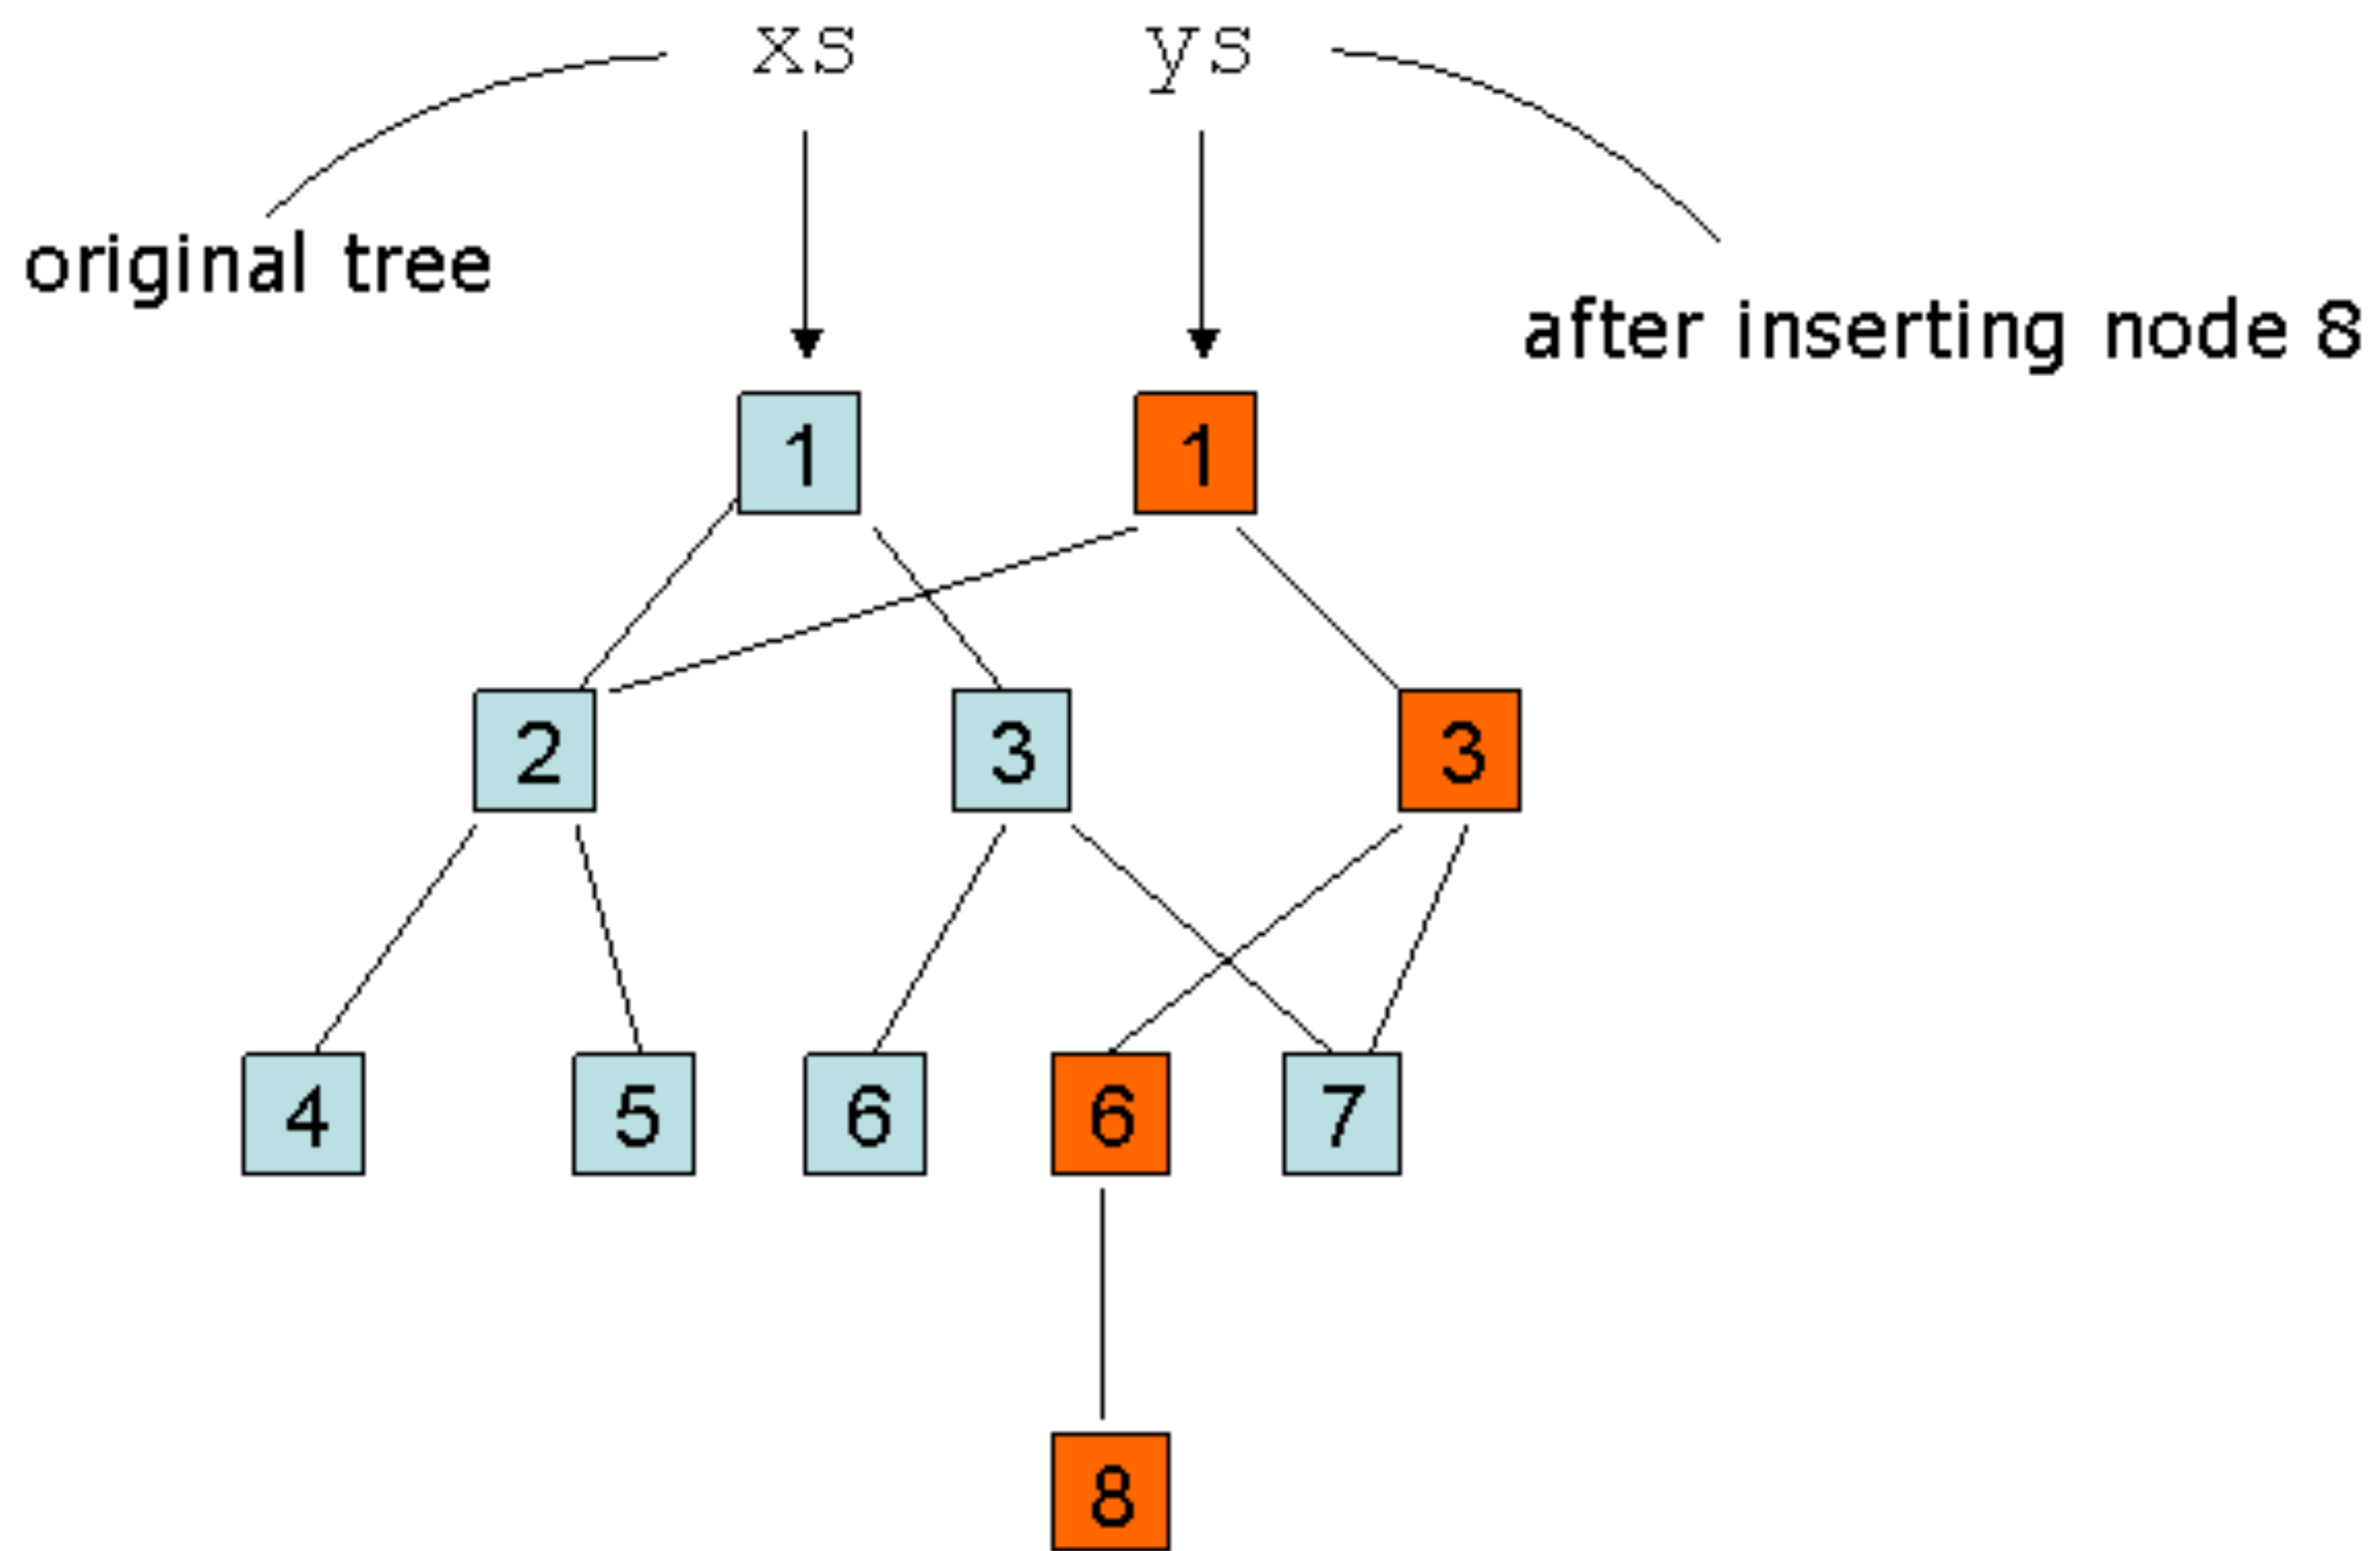 xs ys
original tree
after inserting node 8
1 1
2 3 3
4 5 6 6 7
8